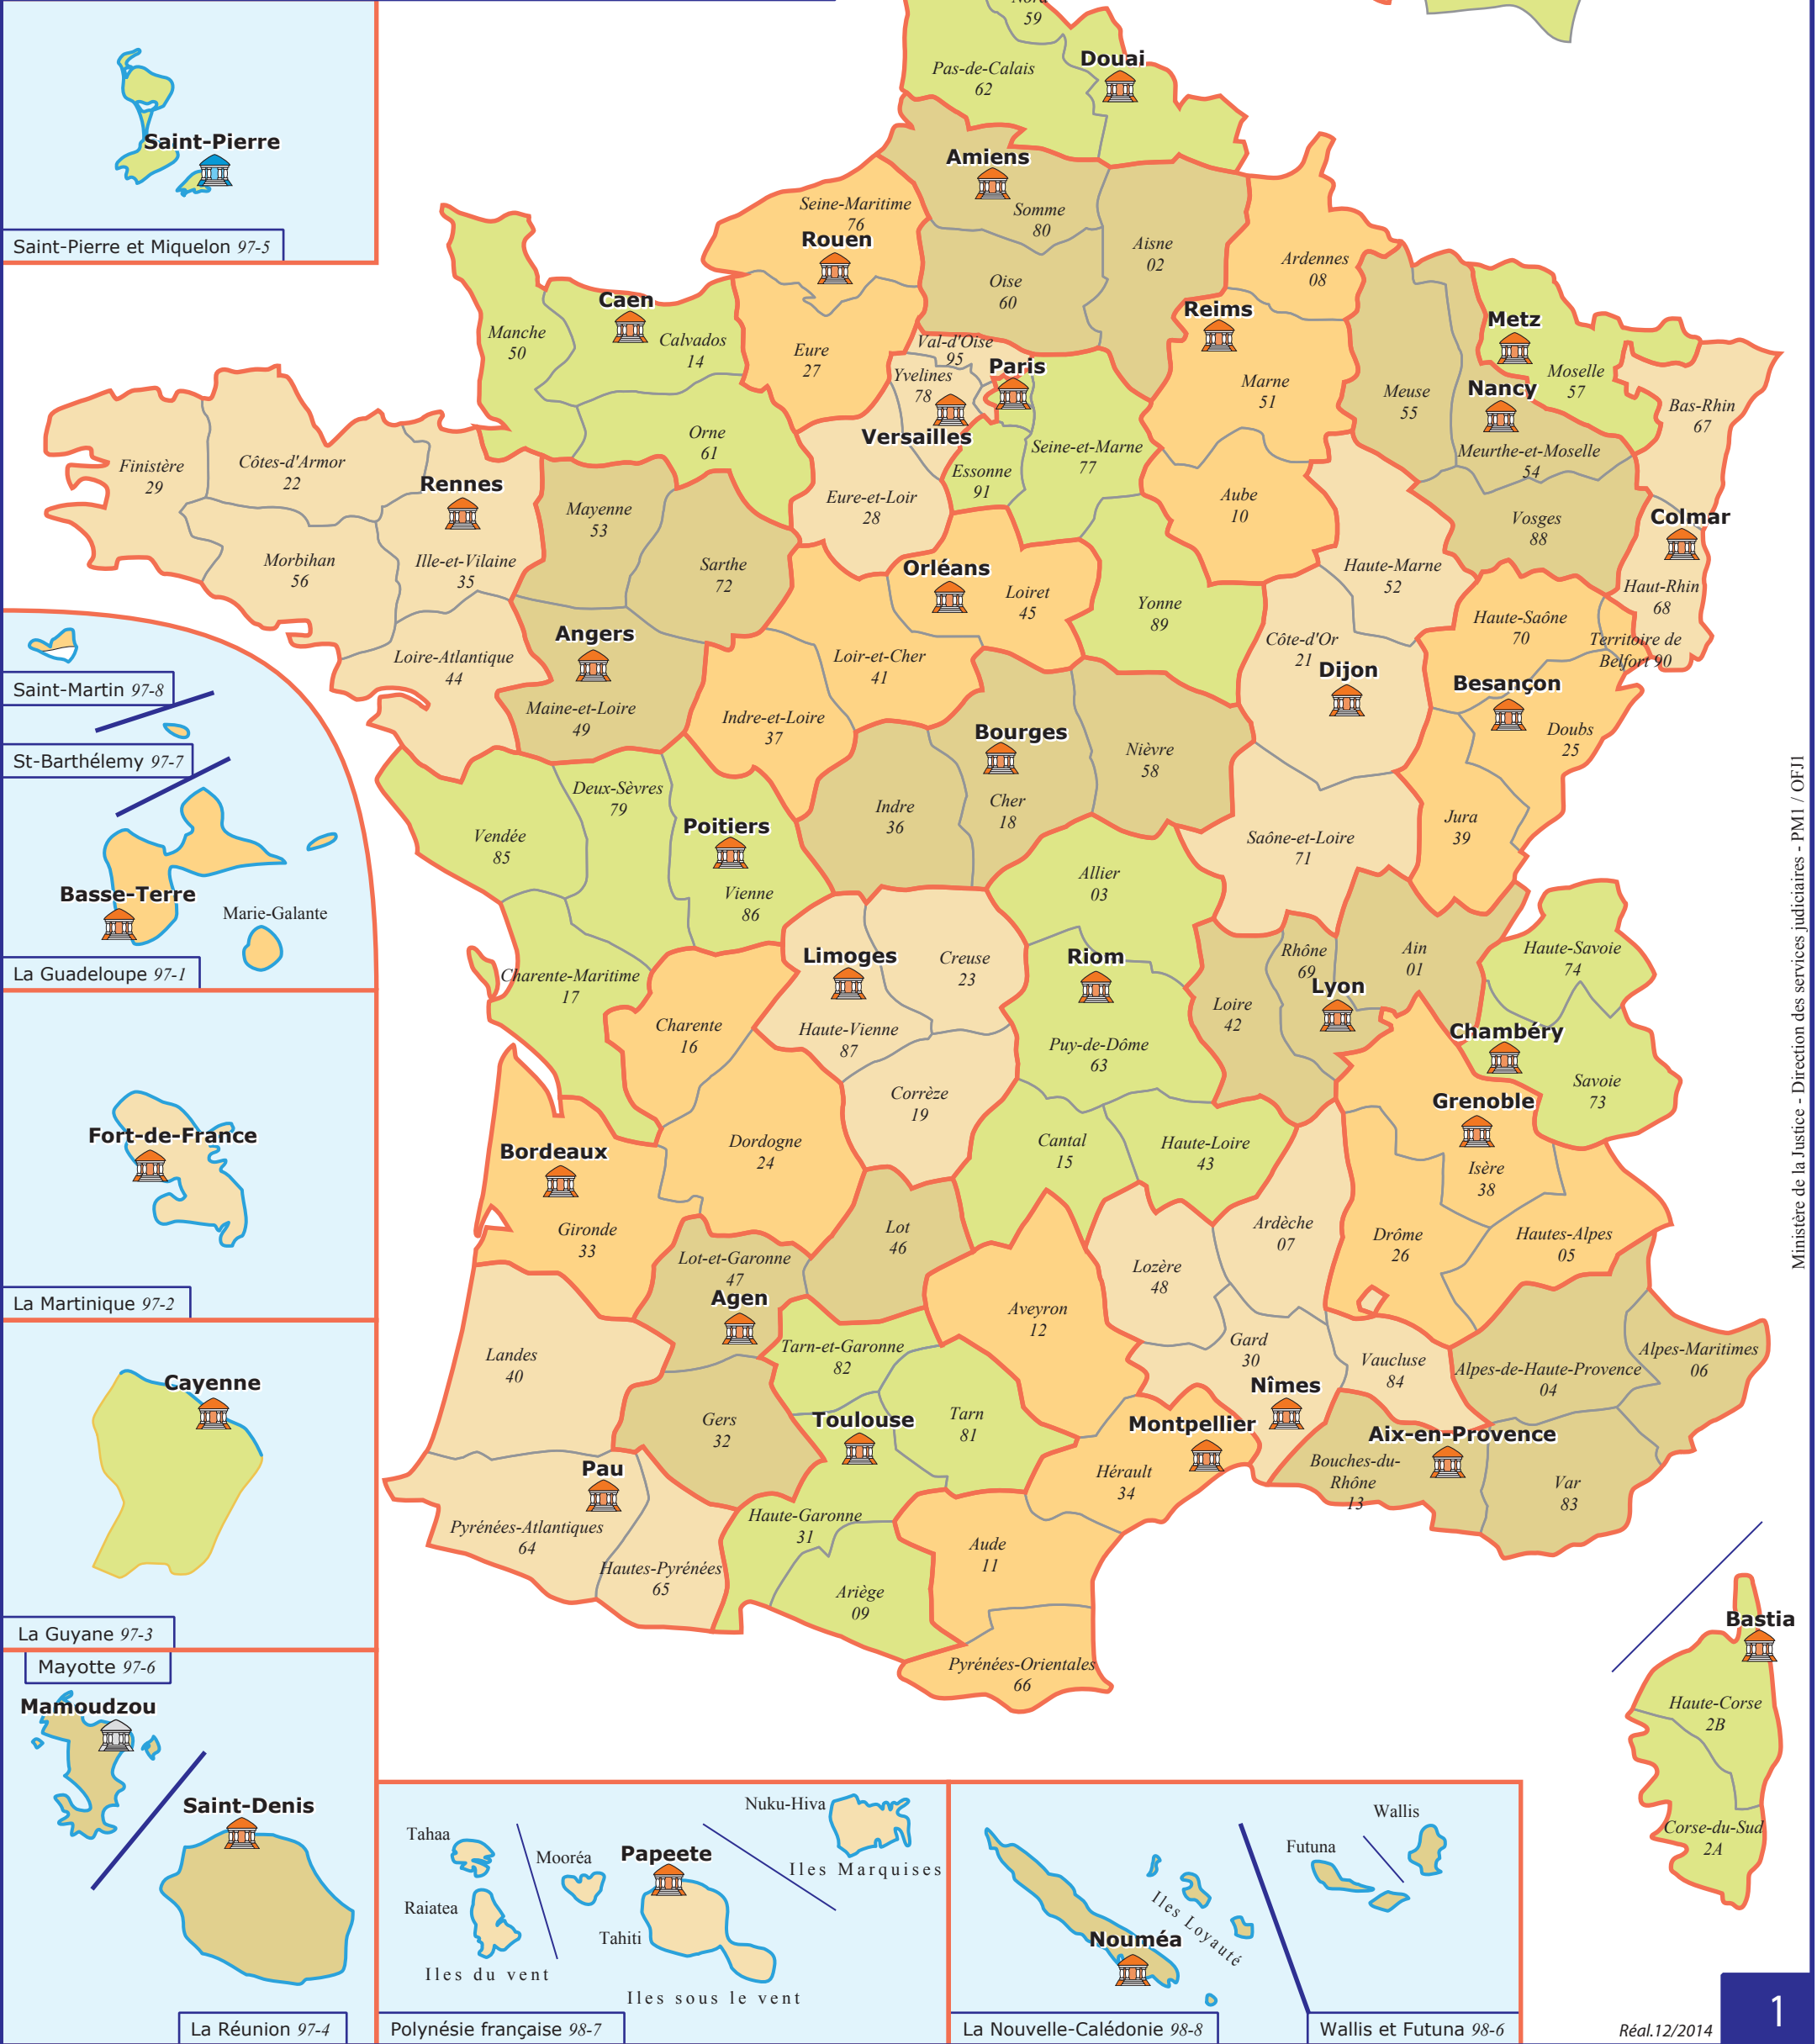 Nord
59
Pas-de-Calais
62
Douai
Saint-Pierre
Saint-Pierre et Miquelon 97-5
Amiens
Somme
80
Seine-Maritime
76
Rouen
Aisne
02
Oise
60
Ardennes
08
Caen
Manche
50
Calvados
14
Eure
27
Reims
Marne
51
Metz
Moselle
57
Nancy
Meuse
55
Meurthe-et-Moselle
54
Bas-Rhin
67
Val-d'Oise
95
Yvelines
78
Paris
Versailles
Essonne
91
Seine-et-Marne
77
Orne
61
Finistère
29
Côtes-d'Armor
22
Rennes
Morbihan
56
Ille-et-Vilaine
35
Mayenne
53
Sarthe
72
Eure-et-Loir
28
Aube
10
Vosges
88
Colmar
Haut-Rhin
68
Haute-Marne
52
Orléans
Loiret
45
Yonne
89
Haute-Saône
70
Territoire de
Belfort 90
Côte-d'Or
21
Dijon
Besançon
Doubs
25
Loire-Atlantique
44
Angers
Maine-et-Loire
49
Loir-et-Cher
41
Indre-et-Loire
37
Bourges
Cher
18
Nièvre
58
Indre
36
Saint-Martin 97-8
St-Barthélemy 97-7
Basse-Terre
Marie-Galante
La Guadeloupe 97-1
Vendée
85
Deux-Sèvres
79
Poitiers
Vienne
86
Allier
03
Saône-et-Loire
71
Jura
39
Charente-Maritime
17
Charente
16
Limoges
Haute-Vienne
87
Creuse
23
Corrèze
19
Riom
Puy-de-Dôme
63
Loire
42
Rhône
69
Lyon
Ain
01
Haute-Savoie
74
Chambéry
Savoie
73
Grenoble
Isère
38
Fort-de-France
La Martinique 97-2
Bordeaux
Gironde
33
Dordogne
24
Cantal
15
Haute-Loire
43
Lot
46
Lot-et-Garonne
47
Agen
Ardèche
07
Drôme
26
Hautes-Alpes
05
Lozère
48
Aveyron
12
Landes
40
Tarn-et-Garonne
82
Gard
30
Nîmes
Vaucluse
84
Alpes-de-Haute-Provence
04
Alpes-Maritimes
06
Cayenne
La Guyane 97-3
Gers
32
Toulouse
Tarn
81
Montpellier
Hérault
34
Aix-en-Provence
Bouches-du-
Rhône
13
Var
83
Pau
Pyrénées-Atlantiques
64
Hautes-Pyrénées
65
Haute-Garonne
31
Ariège
09
Aude
11
Pyrénées-Orientales
66
Bastia
Haute-Corse
2B
Corse-du-Sud
2A
Mayotte 97-6
Mamoudzou
Saint-Denis
La Réunion 97-4
Tahaa
Raiatea
Iles du vent
Mooréa
Papeete
Tahiti
Iles sous le vent
Nuku-Hiva
Iles Marquises
Polynésie française 98-7
Iles Loyauté
Nouméa
La Nouvelle-Calédonie 98-8
Wallis
Futuna
Wallis et Futuna 98-6
Ministère de la Justice - Direction des services judiciaires - PM1 / OFJ1
Réal.12/2014
1